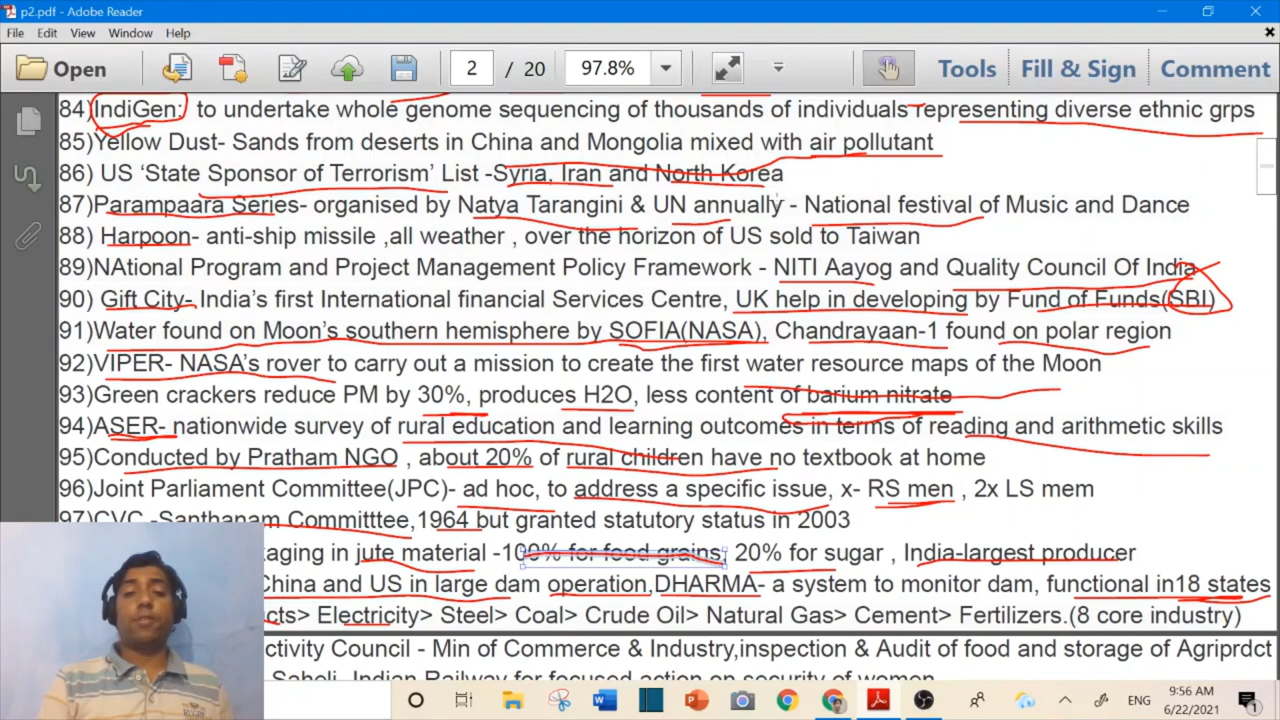 p2.pdf - Adobe Reader
File Edit View Window Help
Open 2 / 20 97.8% Tools Fill & Sign Comment
84)IndiGen: to undertake whole genome sequencing of thousands of individuals representing diverse ethnic grps
85)Yellow Dust- Sands from deserts in China and Mongolia mixed with air pollutant
86) US ‘State Sponsor of Terrorism’ List -Syria, Iran and North Korea
87)Parampaara Series- organised by Natya Tarangini & UN annually - National festival of Music and Dance
88) Harpoon- anti-ship missile ,all weather , over the horizon of US sold to Taiwan
89)NAtional Program and Project Management Policy Framework - NITI Aayog and Quality Council Of India
90) Gift City- India’s first International financial Services Centre, UK help in developing by Fund of Funds(SBI)
91)Water found on Moon’s southern hemisphere by SOFIA(NASA), Chandrayaan-1 found on polar region
92)VIPER- NASA’s rover to carry out a mission to create the first water resource maps of the Moon
93)Green crackers reduce PM by 30%, produces H2O, less content of barium nitrate
94)ASER- nationwide survey of rural education and learning outcomes in terms of reading and arithmetic skills
95)Conducted by Pratham NGO , about 20% of rural children have no textbook at home
96)Joint Parliament Committee(JPC)- ad hoc, to address a specific issue, x- RS men , 2x LS mem
97) CVC -Santhanam Committtee,1964 but granted statutory status in 2003
aging in jute material -100% for food grains, 20% for sugar , India-largest producer
China and US in large dam operation,DHARMA- a system to monitor dam, functional in18 states
cts> Electricity> Steel> Coal> Crude Oil> Natural Gas> Cement> Fertilizers.(8 core industry)
ctivity Council - Min of Commerce & Industry,inspection & Audit of food and storage of Agriprdct
Saheli, Indian Railway for focused action on security of women
ENG 9:56 AM
6/22/2021